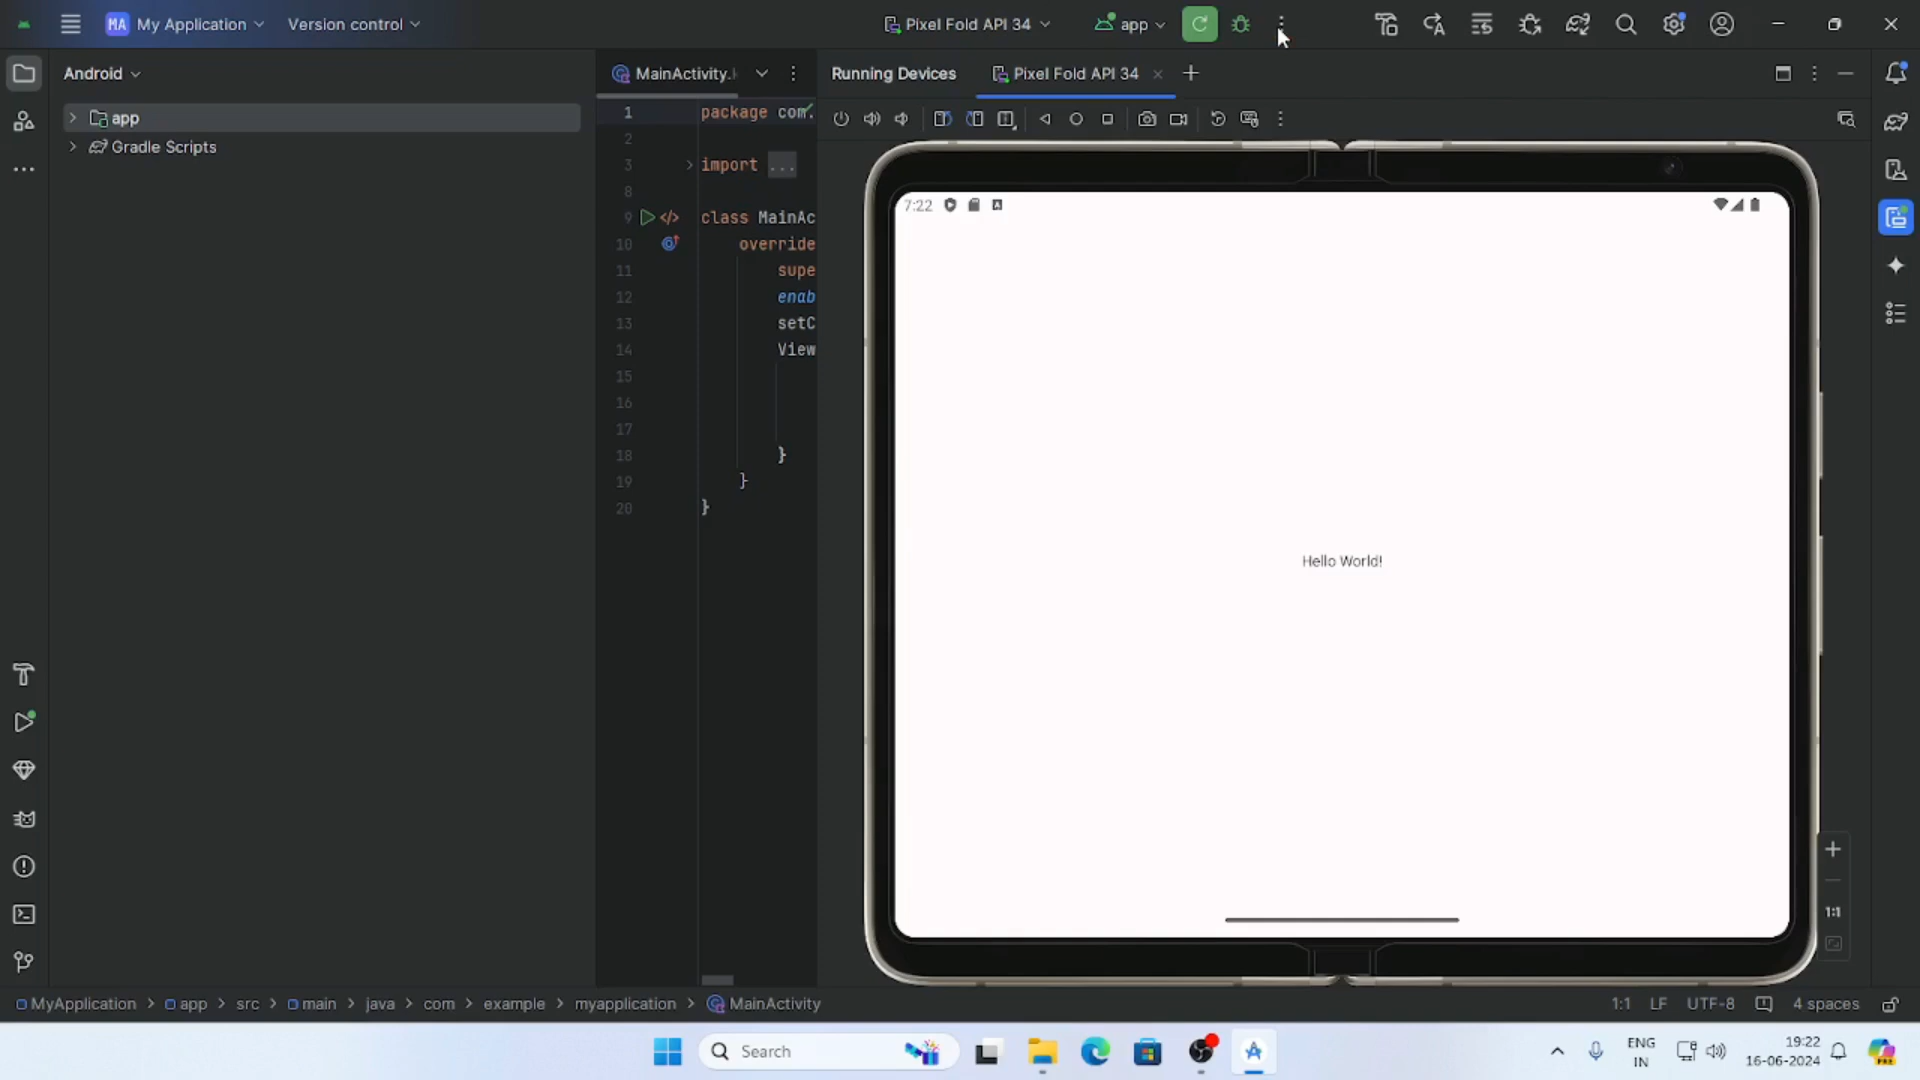 MA My Application Version control Pixel Fold API 34 app
Android MainActivity. Running Devices Pixel Fold API 34
app
Gradle Scripts
1 package com.
2
3 import ...
8
9 class MainAc
10 override
11 supe
12 enab
13 setC
14 View
15
16
17
18 }
19 }
20 }
7:22
Hello World!
1:1
MyApplication > app > src > main > java > com > example > myapplication > MainActivity 1:1 LF UTF-8 4 spaces
Search
ENG
IN
19:22
16-06-2024
PRE